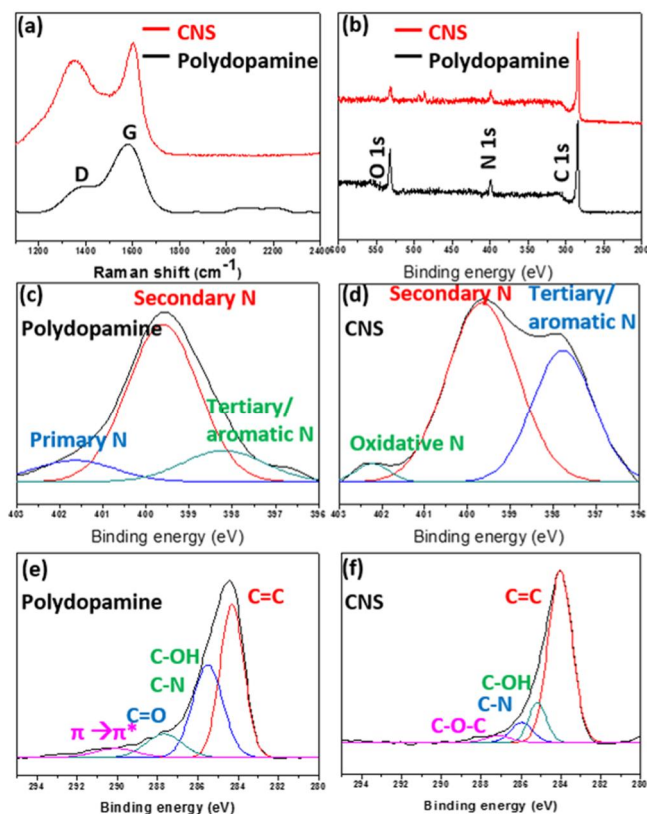 (a)
CNS
Polydopamine
D
G
1200 1400 1600 1800 2000 2200 2400
Raman shift (cm-1)
(b)
CNS
Polydopamine
O 1s
N 1s
C 1s
600 550 500 450 400 350 300 250 200
Binding energy (eV)
(c)
Secondary N
Polydopamine
Primary N
Tertiary/
aromatic N
403 402 401 400 399 398 397 396
Binding energy (eV)
(d)
Secondary N
Tertiary/
aromatic N
CNS
Oxidative N
403 402 401 400 399 398 397 396
Binding energy (eV)
(e)
Polydopamine
C=C
C-OH
C-N
C=O
π →π*
294 292 290 288 286 284 282 280
Binding energy (eV)
(f)
CNS
C=C
C-OH
C-N
C-O-C
294 292 290 288 286 284 282 280
Binding energy (eV)